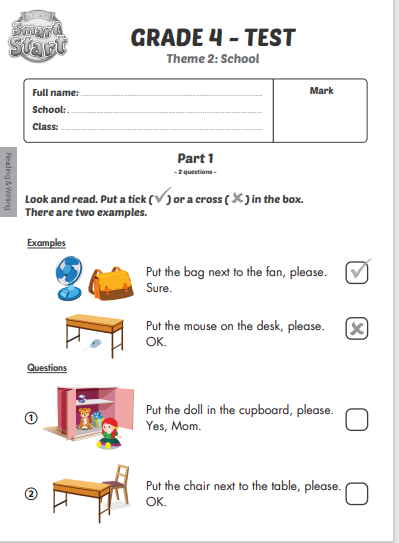 Smart
Start
GRADE 4 - TEST
Theme 2: School
Full name:
School:
Class:
Mark
Reading & Writing
Part 1
- 2 questions -
Look and read. Put a tick (✓) or a cross (✗) in the box.
There are two examples.
Examples
Put the bag next to the fan, please.
Sure.
Put the mouse on the desk, please.
OK.
Questions
1
Put the doll in the cupboard, please.
Yes, Mom.
2
Put the chair next to the table, please.
OK.